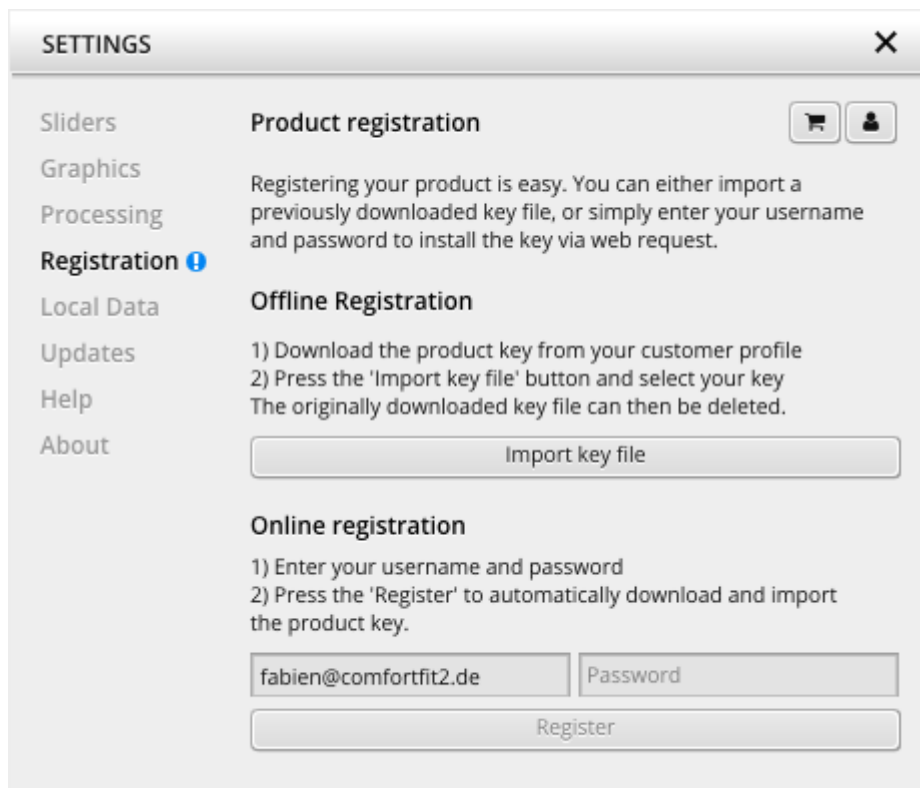 SETTINGS
Sliders
Graphics
Processing
Registration
Local Data
Updates
Help
About
Product registration
Registering your product is easy. You can either import a
previously downloaded key file, or simply enter your username
and password to install the key via web request.
Offline Registration
1) Download the product key from your customer profile
2) Press the 'Import key file' button and select your key
The originally downloaded key file can then be deleted.
Import key file
Online registration
1) Enter your username and password
2) Press the 'Register' to automatically download and import
the product key.
fabien@comfortfit2.de
Password
Register